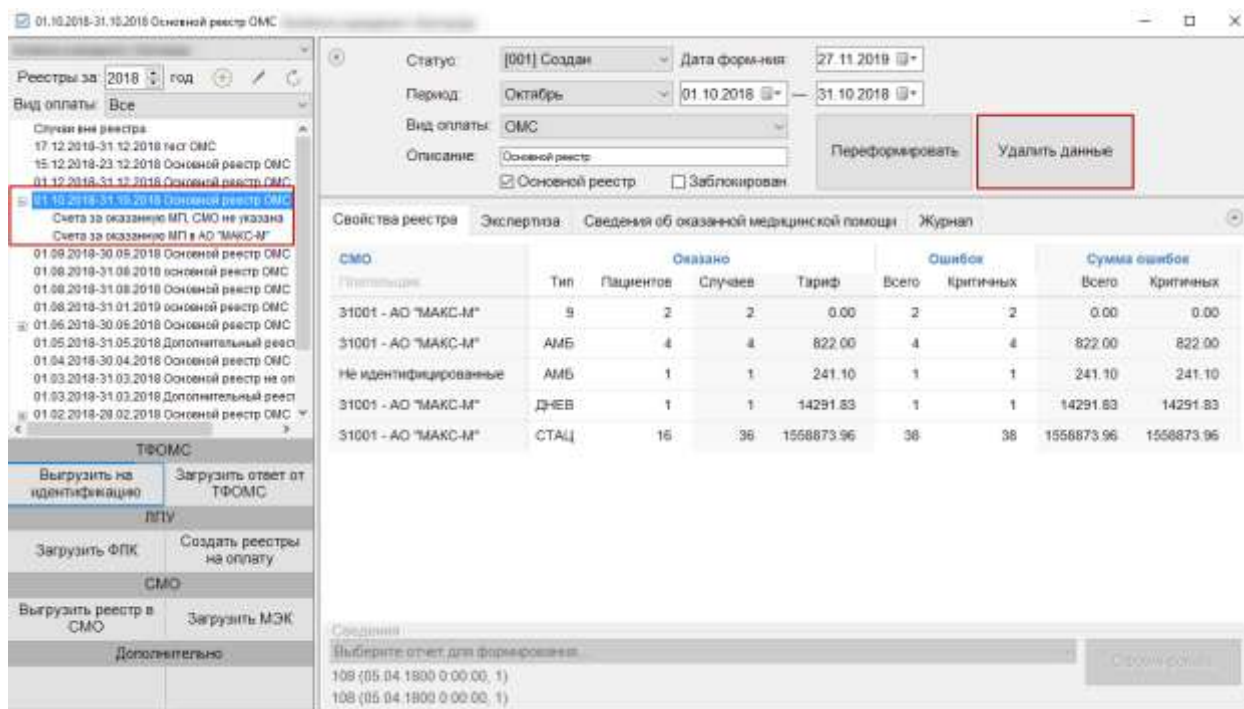 01.10.2018-31.10.2018 Основной реестр ОМС
Реестры за 2018 год
Вид оплаты: Все
Случаи вне реестра
17.12.2018-31.12.2018 тест ОМС
15.12.2018-23.12.2018 Основной реестр ОМС
01.12.2018-31.12.2018 Основной реестр ОМС
01.10.2018-31.10.2018 Основной реестр ОМС
Счета за оказанную МП, СМО не указана
Счета за оказанную МП в АО "МАКС-М"
01.09.2018-30.09.2018 Основной реестр ОМС
01.08.2018-31.08.2018 основной реестр ОМС
01.08.2018-31.08.2018 Основной реестр ОМС
01.08.2018-31.01.2019 основной реестр ОМС
01.06.2018-30.06.2018 Основной реестр ОМС
01.05.2018-31.05.2018 Дополнительный реест
01.04.2018-30.04.2018 Основной реестр ОМС
01.03.2018-31.03.2018 Основной реестр не оп
01.03.2018-31.03.2018 Дополнительный реест
01.02.2018-28.02.2018 Основной реестр ОМС
ТФОМС
Выгрузить на идентификацию
Загрузить ответ от ТФОМС
ЛПУ
Загрузить ФЛК
Создать реестры на оплату
СМО
Выгрузить реестр в СМО
Загрузить МЭК
Дополнительно
Статус: [001] Создан Дата форм-ния: 27.11.2019
Период: Октябрь 01.10.2018 — 31.10.2018
Вид оплаты: ОМС
Описание: Основной реестр
Основной реестр Заблокирован
Переформировать Удалить данные
Свойства реестра Экспертиза Сведения об оказанной медицинской помощи Журнал
СМО Оказано Ошибок Сумма ошибок
Плательщик Тип Пациентов Случаев Тариф Всего Критичных Всего Критичных
31001 - АО "МАКС-М" 9 2 2 0.00 2 2 0.00 0.00
31001 - АО "МАКС-М" АМБ 4 4 822.00 4 4 822.00 822.00
Не идентифицированные АМБ 1 1 241.10 1 1 241.10 241.10
31001 - АО "МАКС-М" ДНЕВ 1 1 14291.83 1 1 14291.83 14291.83
31001 - АО "МАКС-М" СТАЦ 16 36 1558873.96 38 38 1558873.96 1558873.96
Сведения
Выберите отчет для формирования...
Сформировать
108 (05.04.1800 0:00:00, 1)
108 (05.04.1800 0:00:00, 1)